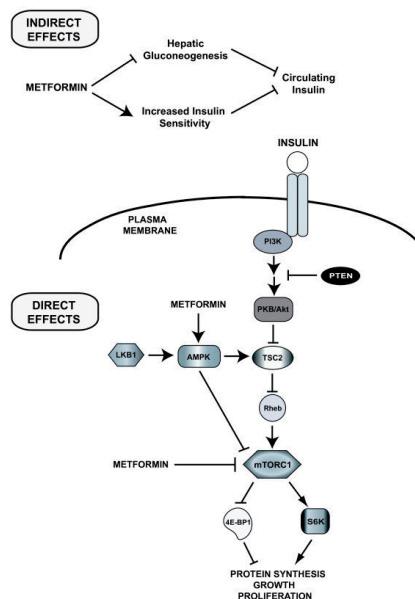 INDIRECT
EFFECTS
Hepatic
Gluconeogenesis
METFORMIN
Circulating
Insulin
Increased Insulin
Sensitivity
INSULIN
PLASMA
MEMBRANE
PI3K
PTEN
PKB/Akt
DIRECT
EFFECTS
METFORMIN
LKB1
AMPK
TSC2
Rheb
METFORMIN
mTORC1
4E-BP1
S6K
PROTEIN SYNTHESIS
GROWTH
PROLIFERATION